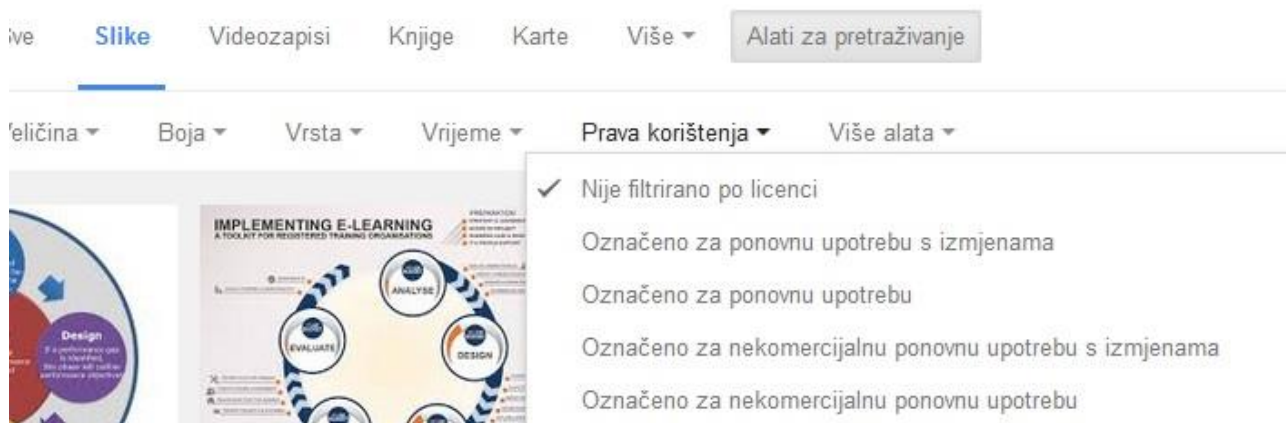 Slike Videozapisi Knjige Karte Više Alati za pretraživanje
Boja Vrsta Vrijeme Prava korištenja Više alata
Nije filtrirano po licenci
Označeno za ponovnu upotrebu s izmjenama
Označeno za ponovnu upotrebu
Označeno za nekomercijalnu ponovnu upotrebu s izmjenama
Označeno za nekomercijalnu ponovnu upotrebu
Design
IMPLEMENTING E-LEARNING
A TOOLKIT FOR REGISTERED TRAINING ORGANISATIONS
ANALYSE
EVALUATE
DESIGN